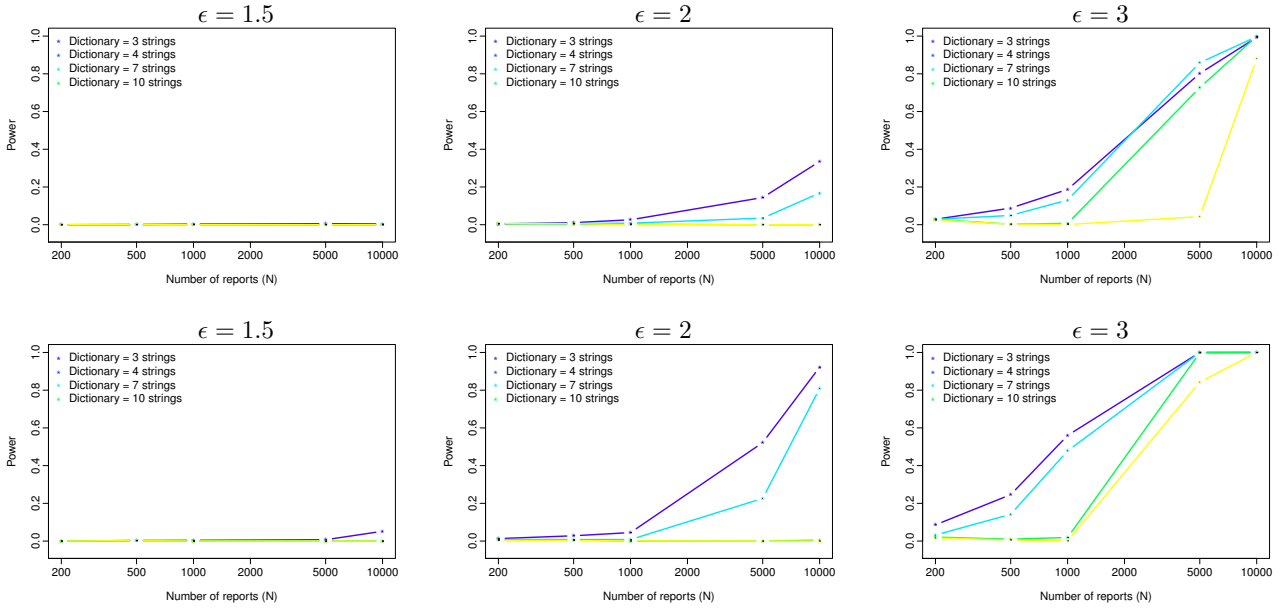 ϵ = 1.5
Dictionary = 3 strings
Dictionary = 4 strings
Dictionary = 7 strings
Dictionary = 10 strings
Power
0.0 0.2 0.4 0.6 0.8 1.0
200 500 1000 2000 5000 10000
Number of reports (N)
ϵ = 2
Dictionary = 3 strings
Dictionary = 4 strings
Dictionary = 7 strings
Dictionary = 10 strings
Power
0.0 0.2 0.4 0.6 0.8 1.0
200 500 1000 2000 5000 10000
Number of reports (N)
ϵ = 3
Dictionary = 3 strings
Dictionary = 4 strings
Dictionary = 7 strings
Dictionary = 10 strings
Power
0.0 0.2 0.4 0.6 0.8 1.0
200 500 1000 2000 5000 10000
Number of reports (N)
ϵ = 1.5
Dictionary = 3 strings
Dictionary = 4 strings
Dictionary = 7 strings
Dictionary = 10 strings
Power
0.0 0.2 0.4 0.6 0.8 1.0
200 500 1000 2000 5000 10000
Number of reports (N)
ϵ = 2
Dictionary = 3 strings
Dictionary = 4 strings
Dictionary = 7 strings
Dictionary = 10 strings
Power
0.0 0.2 0.4 0.6 0.8 1.0
200 500 1000 2000 5000 10000
Number of reports (N)
ϵ = 3
Dictionary = 3 strings
Dictionary = 4 strings
Dictionary = 7 strings
Dictionary = 10 strings
Power
0.0 0.2 0.4 0.6 0.8 1.0
200 500 1000 2000 5000 10000
Number of reports (N)